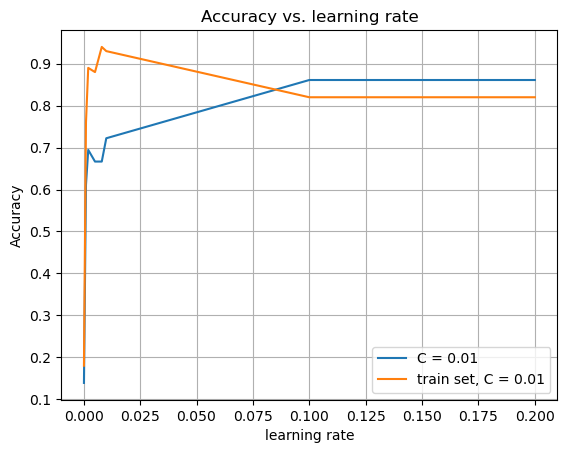 Accuracy vs. learning rate
Accuracy
0.9
0.8
0.7
0.6
0.5
0.4
0.3
0.2
0.1
C = 0.01
train set, C = 0.01
0.000 0.025 0.050 0.075 0.100 0.125 0.150 0.175 0.200
learning rate